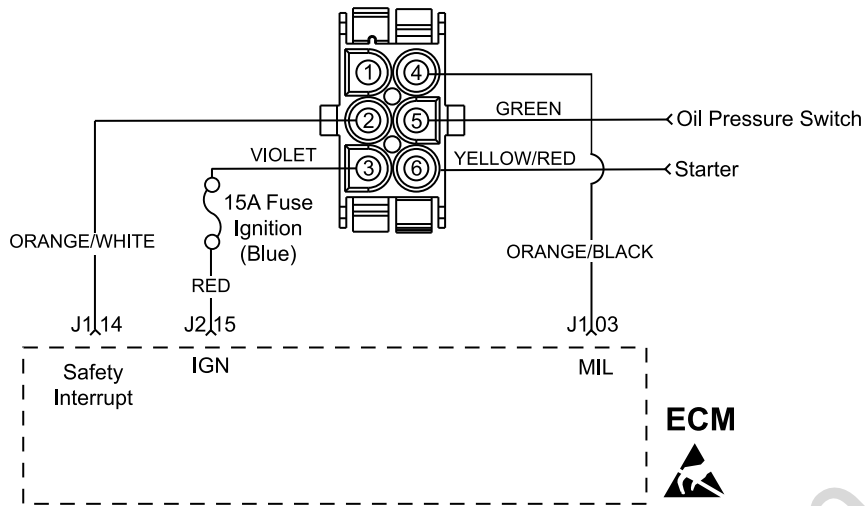 1
4
GREEN
2
5
Oil Pressure Switch
VIOLET
YELLOW/RED
3
6
Starter
15A Fuse
Ignition
(Blue)
ORANGE/WHITE
ORANGE/BLACK
RED
J1 14
J2 15
J1 03
Safety
Interrupt
IGN
MIL
ECM